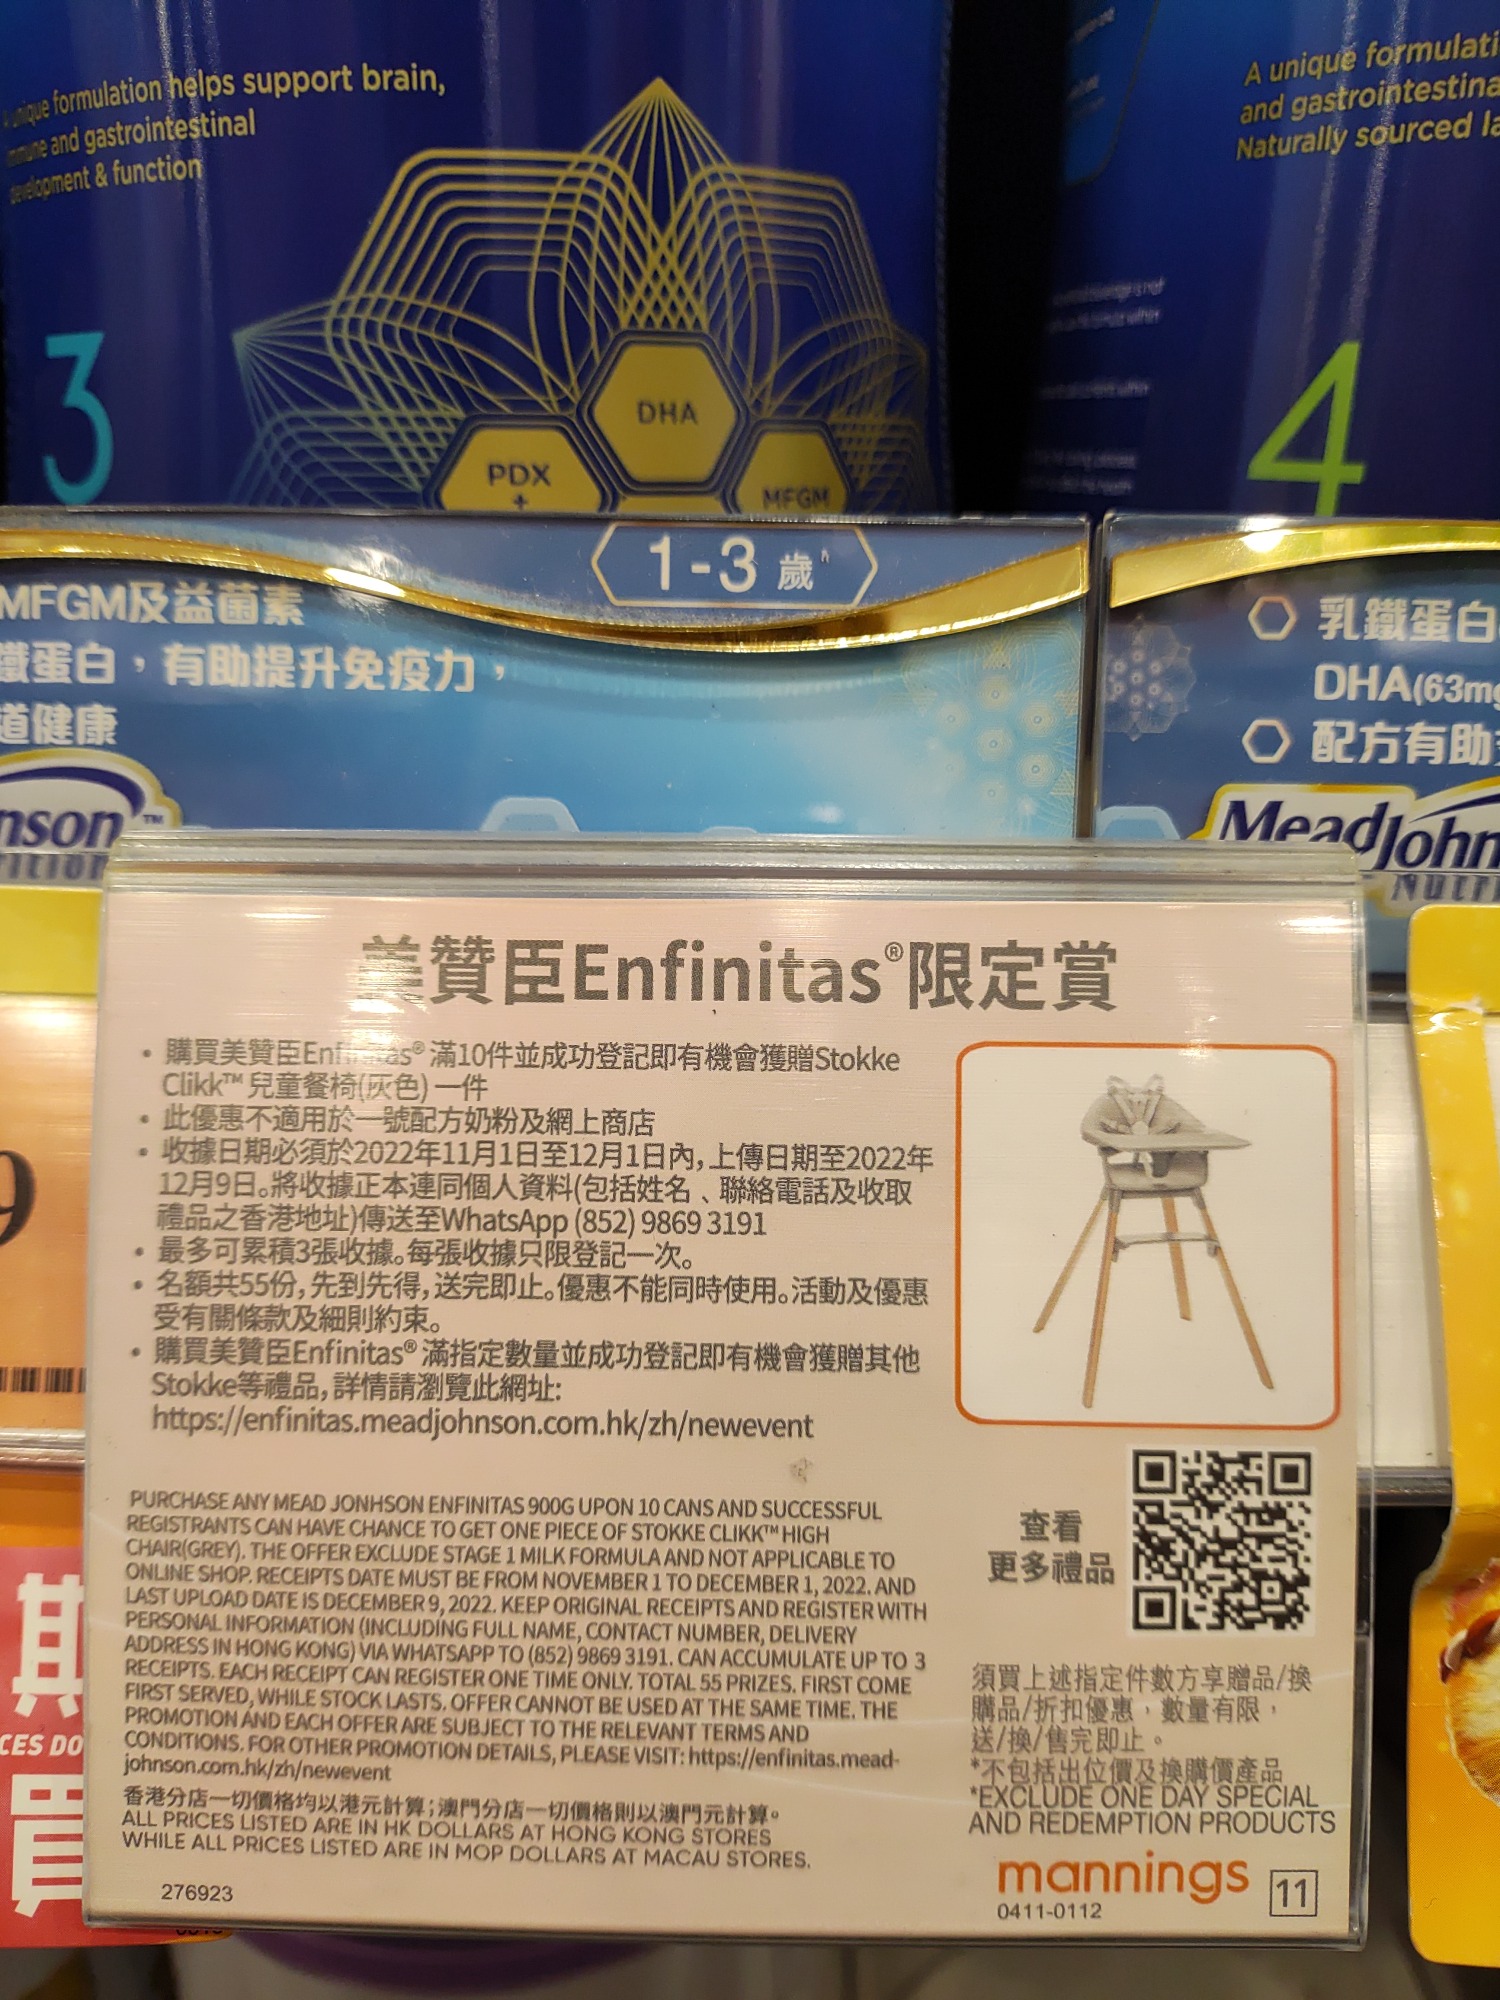 unique formulation helps support brain,
and gastrointestinal
development & function
A unique formulati
and gastrointestina
Naturally sourced la
3
4
DHA
PDX
+
MFGM
1-3 歲
MFGM及益菌素
鐵蛋白，有助提升免疫力，
道健康
乳鐵蛋白
DHA(63mg
配方有助
nson™
MeadJohn
Nutri
美贊臣Enfinitas®限定賞
• 購買美贊臣Enfinitas® 滿10件並成功登記即有機會獲贈Stokke
Clikk™ 兒童餐椅(灰色) 一件
• 此優惠不適用於一號配方奶粉及網上商店
• 收據日期必須於2022年11月1日至12月1日內，上傳日期至2022年
12月9日。將收據正本連同個人資料(包括姓名、聯絡電話及收取
禮品之香港地址)傳送至WhatsApp (852) 9869 3191
• 最多可累積3張收據。每張收據只限登記一次。
• 名額共55份，先到先得，送完即止。優惠不能同時使用。活動及優惠
受有關條款及細則約束。
• 購買美贊臣Enfinitas® 滿指定數量並成功登記即有機會獲贈其他
Stokke等禮品，詳情請瀏覽此網址:
https://enfinitas.meadjohnson.com.hk/zh/newevent
PURCHASE ANY MEAD JONHSON ENFINITAS 900G UPON 10 CANS AND SUCCESSFUL
REGISTRANTS CAN HAVE CHANCE TO GET ONE PIECE OF STOKKE CLIKK™ HIGH
CHAIR(GREY). THE OFFER EXCLUDE STAGE 1 MILK FORMULA AND NOT APPLICABLE TO
ONLINE SHOP. RECEIPTS DATE MUST BE FROM NOVEMBER 1 TO DECEMBER 1, 2022. AND
LAST UPLOAD DATE IS DECEMBER 9, 2022. KEEP ORIGINAL RECEIPTS AND REGISTER WITH
PERSONAL INFORMATION (INCLUDING FULL NAME, CONTACT NUMBER, DELIVERY
ADDRESS IN HONG KONG) VIA WHATSAPP TO (852) 9869 3191. CAN ACCUMULATE UP TO 3
RECEIPTS. EACH RECEIPT CAN REGISTER ONE TIME ONLY. TOTAL 55 PRIZES. FIRST COME
FIRST SERVED, WHILE STOCK LASTS. OFFER CANNOT BE USED AT THE SAME TIME. THE
PROMOTION AND EACH OFFER ARE SUBJECT TO THE RELEVANT TERMS AND
CONDITIONS. FOR OTHER PROMOTION DETAILS, PLEASE VISIT: https://enfinitas.mead-
johnson.com.hk/zh/newevent
香港分店一切價格均以港元計算；澳門分店一切價格則以澳門元計算。
ALL PRICES LISTED ARE IN HK DOLLARS AT HONG KONG STORES
WHILE ALL PRICES LISTED ARE IN MOP DOLLARS AT MACAU STORES.
276923
查看
更多禮品
須買上述指定件數方享贈品/換
購品/折扣優惠，數量有限，
送/換/售完即止。
*不包括出位價及換購價產品
*EXCLUDE ONE DAY SPECIAL
AND REDEMPTION PRODUCTS
mannings
0411-0112
11
9
CES DO
買